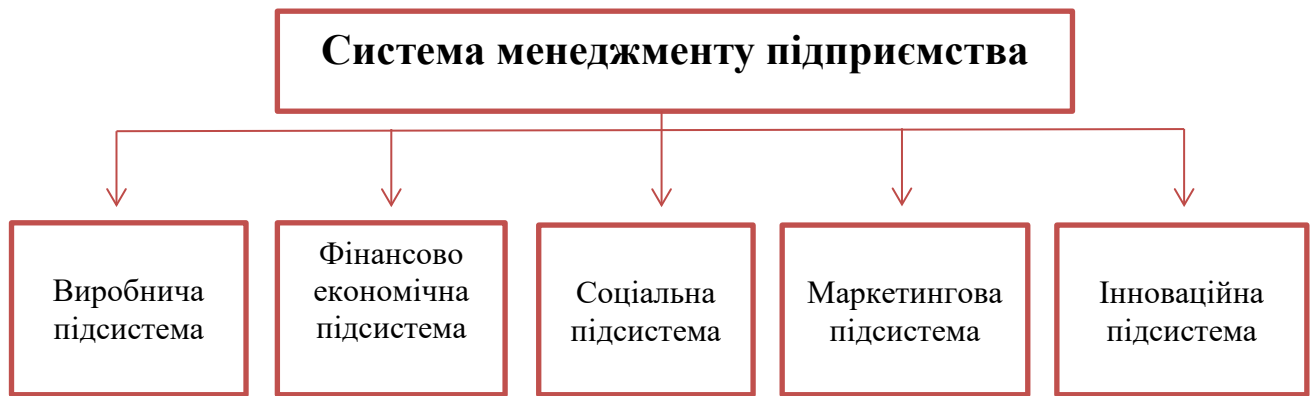 Система менеджменту підприємства
Виробнича
підсистема
Фінансово
економічна
підсистема
Соціальна
підсистема
Маркетингова
підсистема
Інноваційна
підсистема